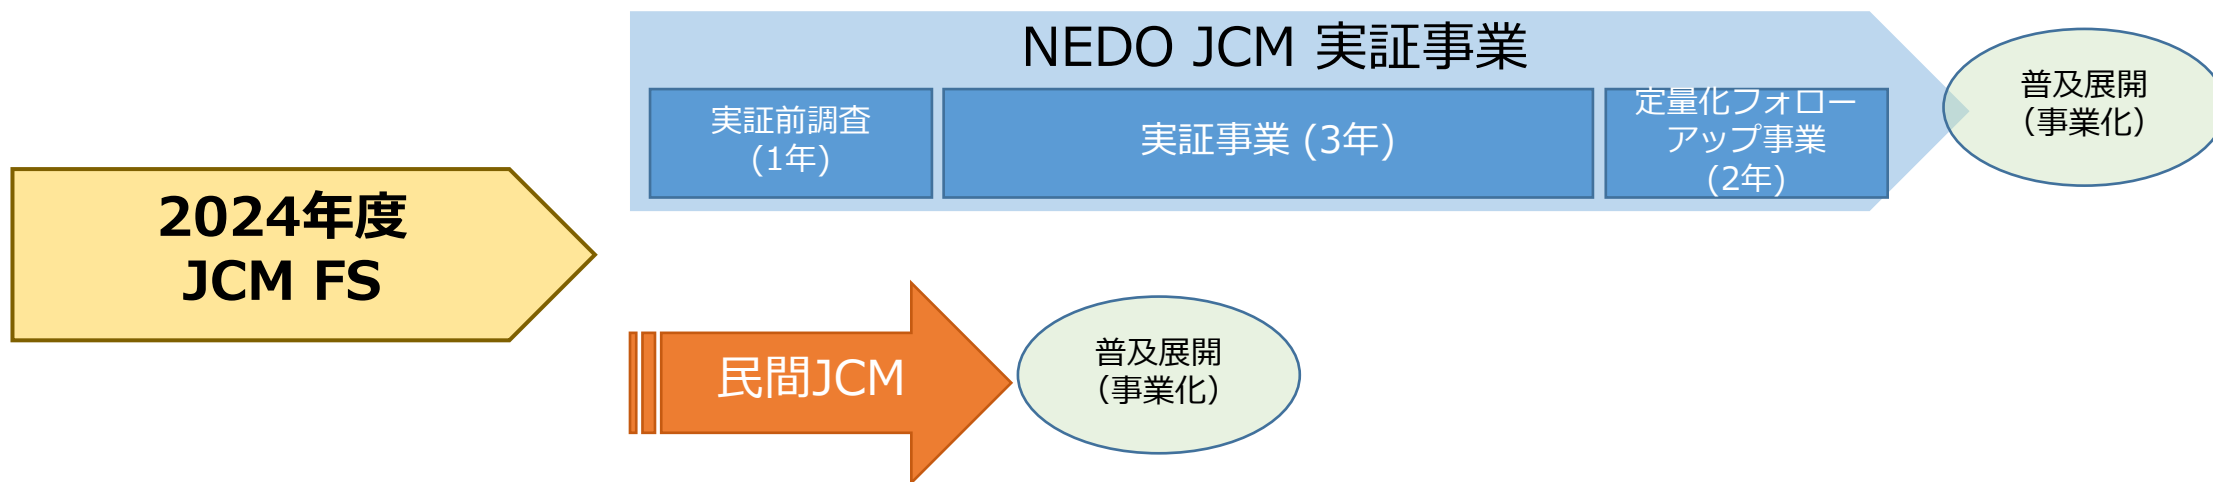 2024年度
JCM FS
NEDO JCM 実証事業
実証前調査
(1年)
実証事業 (3年)
定量化フォロー
アップ事業
(2年)
普及展開
（事業化）
民間JCM
普及展開
（事業化）